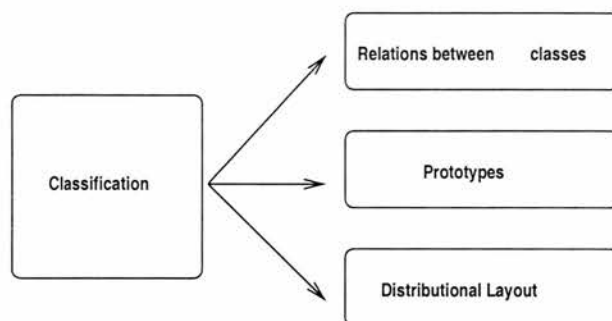 Relations between classes
Classification
Prototypes
Distributional Layout